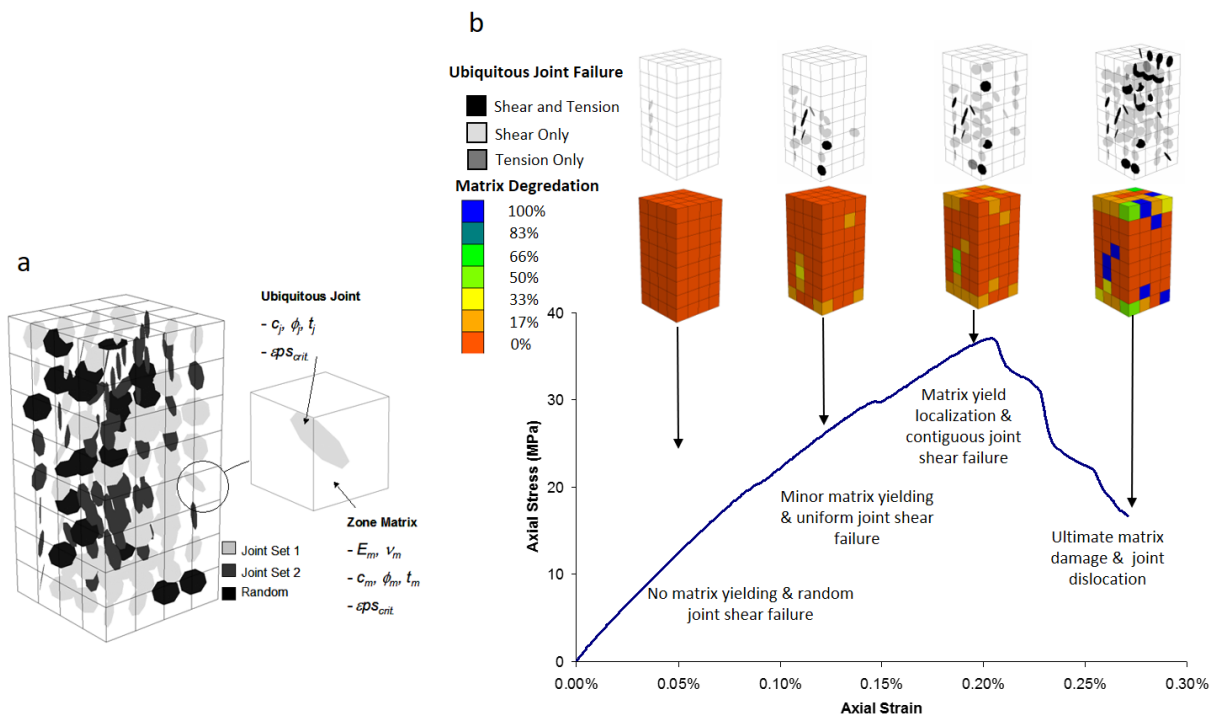 a
Ubiquitous Joint
- cj, ϕj, tj
- εpscrit.
Zone Matrix
- Em, νm
- cm, ϕm, tm
- εpscrit.
Joint Set 1
Joint Set 2
Random
b
Ubiquitous Joint Failure
Shear and Tension
Shear Only
Tension Only
Matrix Degredation
100%
83%
66%
50%
33%
17%
0%
40
30
20
10
0
Axial Stress (MPa)
No matrix yielding & random
joint shear failure
Minor matrix yielding
& uniform joint shear
failure
Matrix yield
localization &
contiguous joint
shear failure
Ultimate matrix
damage & joint
dislocation
0.00%
0.05%
0.10%
0.15%
0.20%
0.25%
0.30%
Axial Strain